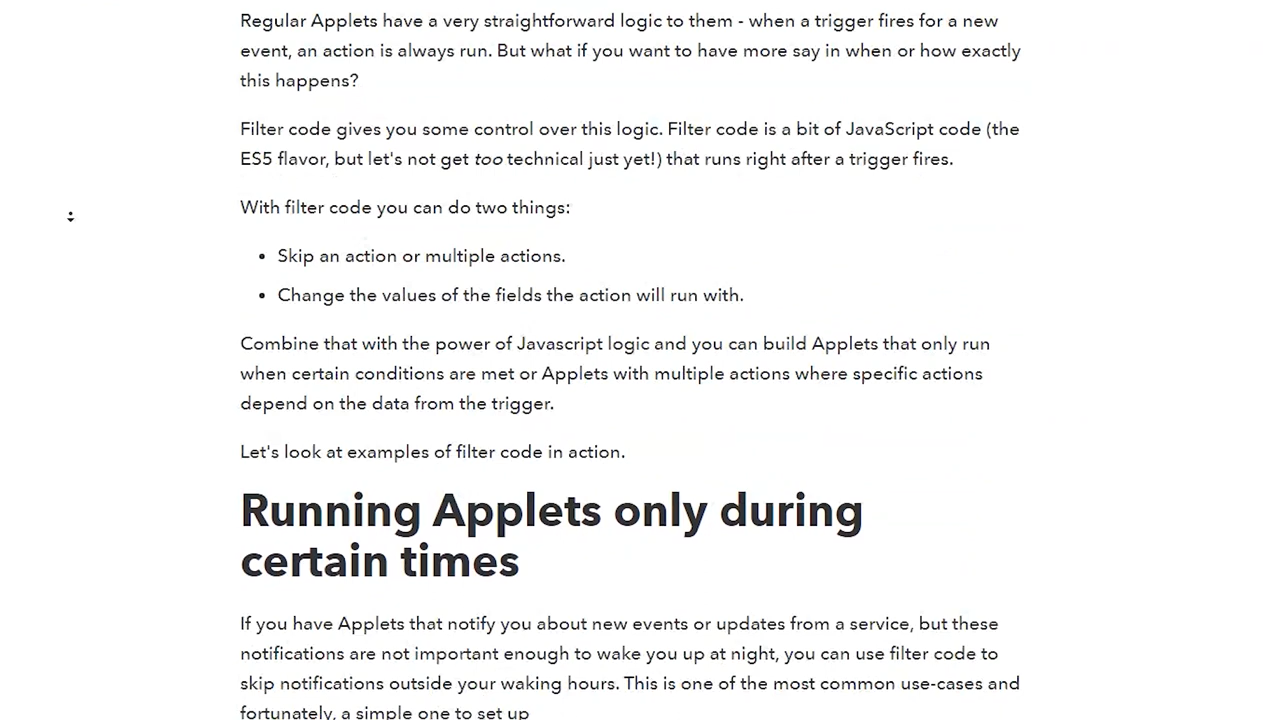 Regular Applets have a very straightforward logic to them - when a trigger fires for a new
event, an action is always run. But what if you want to have more say in when or how exactly
this happens?
Filter code gives you some control over this logic. Filter code is a bit of JavaScript code (the
ES5 flavor, but let's not get too technical just yet!) that runs right after a trigger fires.
With filter code you can do two things:
• Skip an action or multiple actions.
• Change the values of the fields the action will run with.
Combine that with the power of Javascript logic and you can build Applets that only run
when certain conditions are met or Applets with multiple actions where specific actions
depend on the data from the trigger.
Let's look at examples of filter code in action.
Running Applets only during
certain times
If you have Applets that notify you about new events or updates from a service, but these
notifications are not important enough to wake you up at night, you can use filter code to
skip notifications outside your waking hours. This is one of the most common use-cases and
fortunately, a simple one to set up